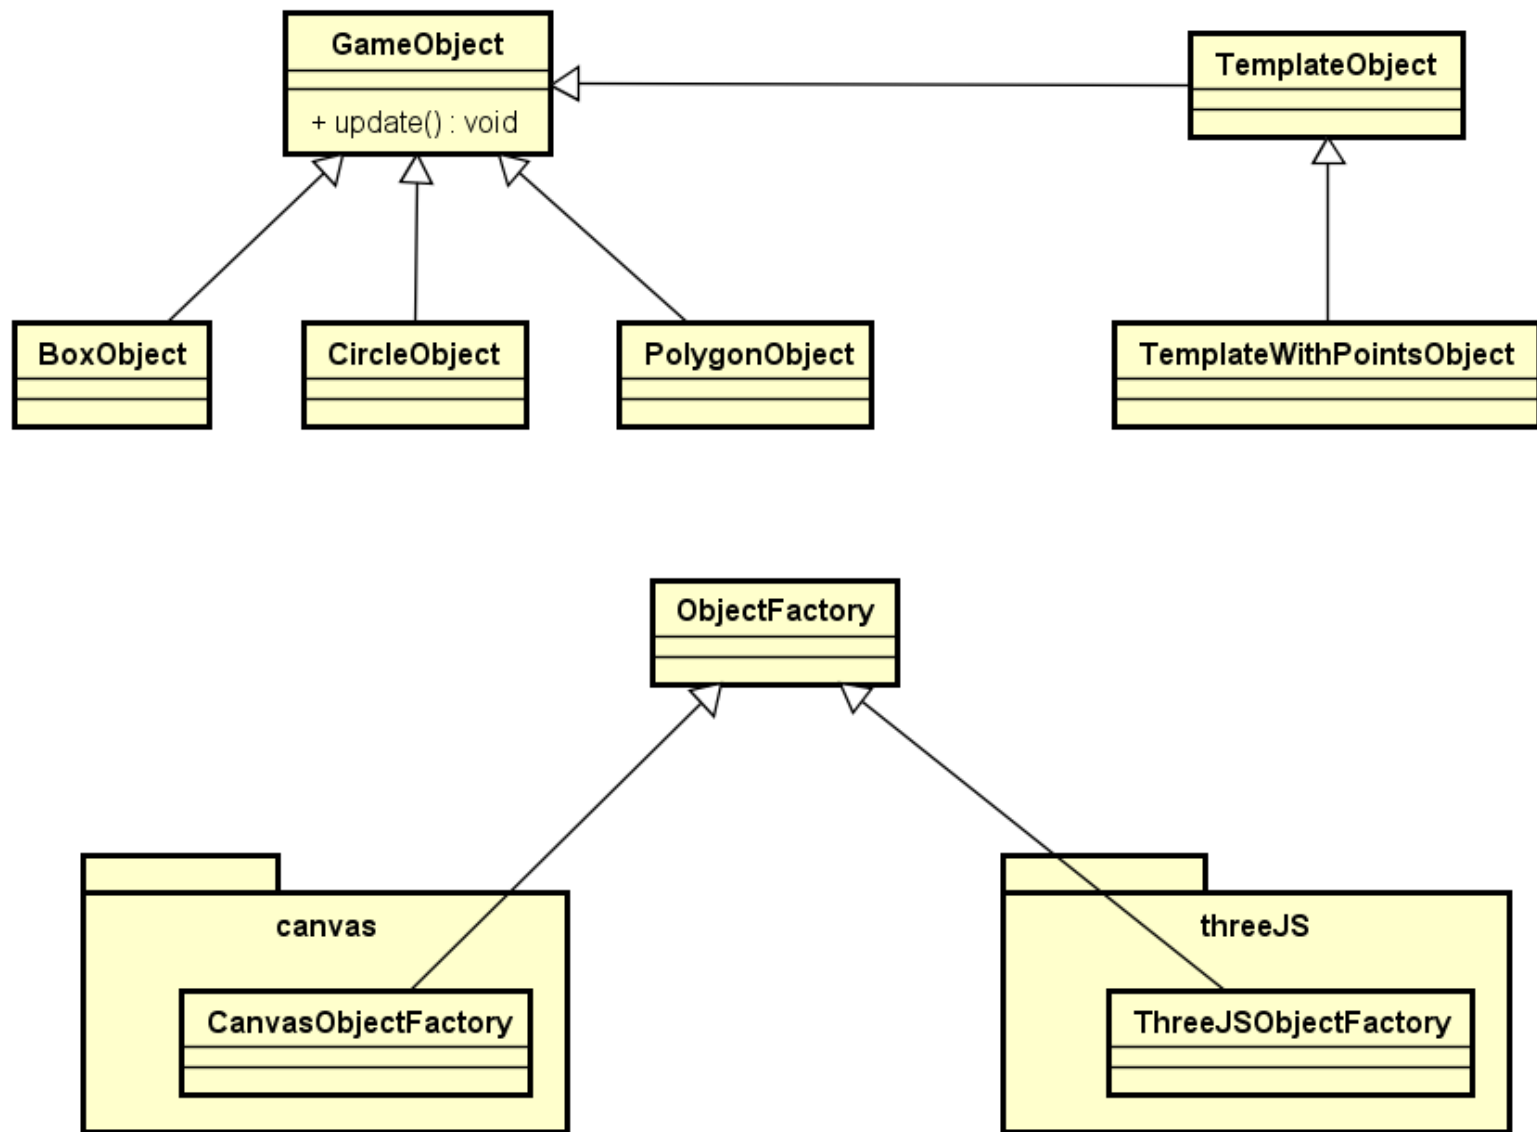 GameObject
+ update() : void
TemplateObject
BoxObject
CircleObject
PolygonObject
TemplateWithPointsObject
ObjectFactory
canvas
CanvasObjectFactory
threeJS
ThreeJSObjectFactory